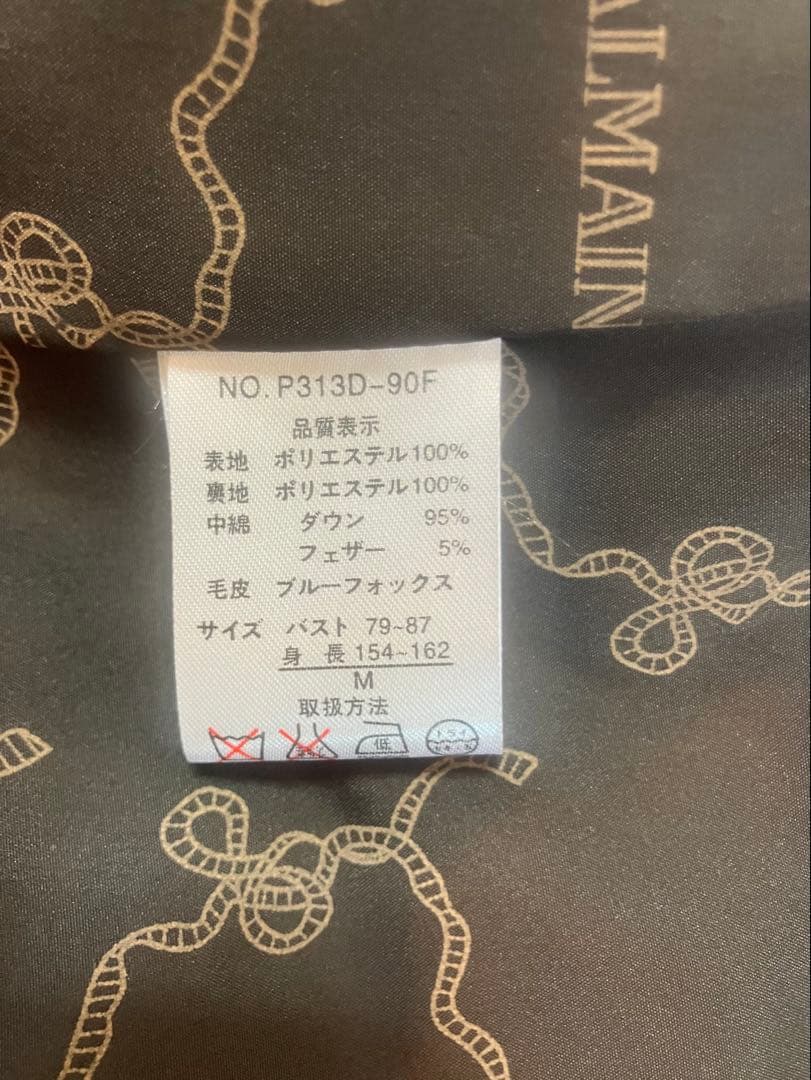 ALMAIN
NO. P313D-90F
品質表示
表地 ポリエステル100%
裏地 ポリエステル100%
中綿 ダウン 95%
フェザー 5%
毛皮 ブルーフォックス
サイズ バスト 79~87
身 長 154~162
M
取扱方法
低
ドライ